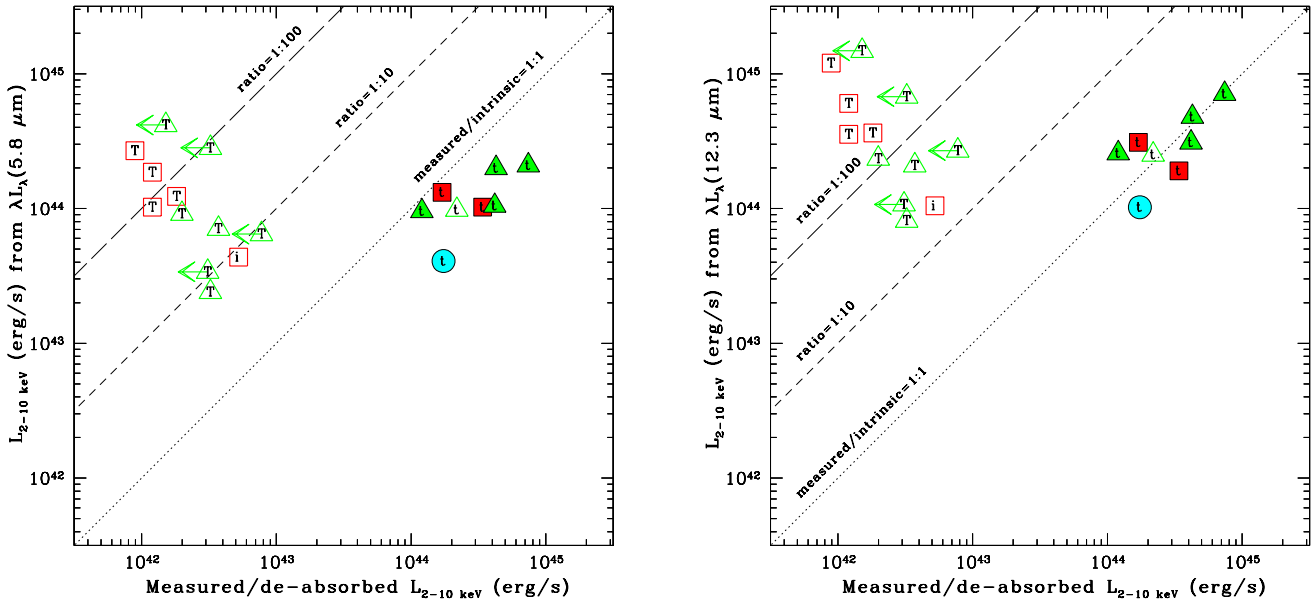 L2-10 keV (erg/s) from λLλ(5.8 μm)
10^45
10^44
10^43
10^42
ratio=1:100
ratio=1:10
measured/intrinsic=1:1
T
T
T
T
T
T
T
T
T
i
T
T
t
t
t
t
t
t
t
t
10^42
10^43
10^44
10^45
Measured/de-absorbed L2-10 keV (erg/s)
L2-10 keV (erg/s) from λLλ(12.3 μm)
10^45
10^44
10^43
10^42
ratio=1:100
ratio=1:10
measured/intrinsic=1:1
T
T
T
T
T
T
T
T
T
T
T
i
t
t
t
t
t
t
t
t
10^42
10^43
10^44
10^45
Measured/de-absorbed L2-10 keV (erg/s)